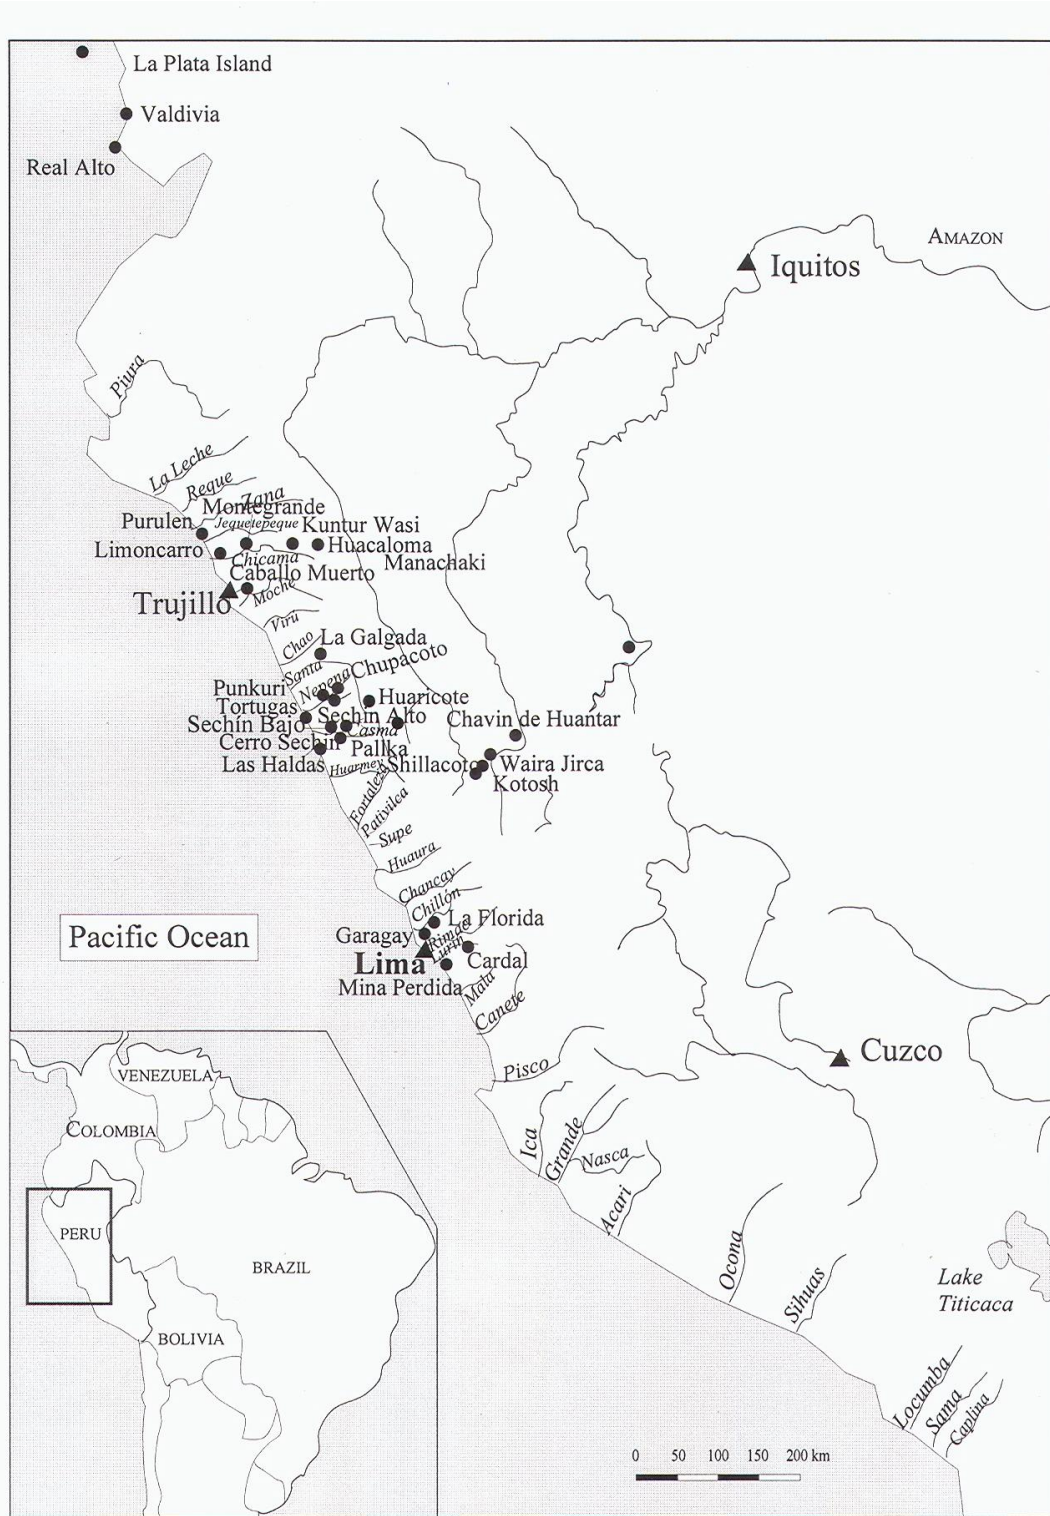 La Plata Island
Valdivia
Real Alto
AMAZON
Iquitos
Piura
La Leche
Reque
Zana
Montegrande
Purulen
Jequetepeque
Kuntur Wasi
Limoncarro
Huacaloma
Chicama
Manachaki
Caballo Muerto
Moche
Trujillo
Viru
Chao
La Galgada
Santa
Chupacoto
Nepena
Punkuri
Huaricote
Tortugas
Sechin Alto
Chavin de Huantar
Sechín Bajo
Casma
Cerro Sechin
Pallka
Las Haldas
Huarmey
Shillacoto
Waira Jirca
Kotosh
Fortaleza
Pativilca
Supe
Huaura
Chancay
Chillón
La Florida
Garagay
Rimac
Lurin
Lima
Cardal
Mina Perdida
Mala
Canete
Pacific Ocean
Cuzco
Pisco
Ica
Grande
Nasca
Acari
Ocona
Sihuas
Lake
Titicaca
Locumba
Sama
Caplina
VENEZUELA
COLOMBIA
PERU
BRAZIL
BOLIVIA
0 50 100 150 200 km